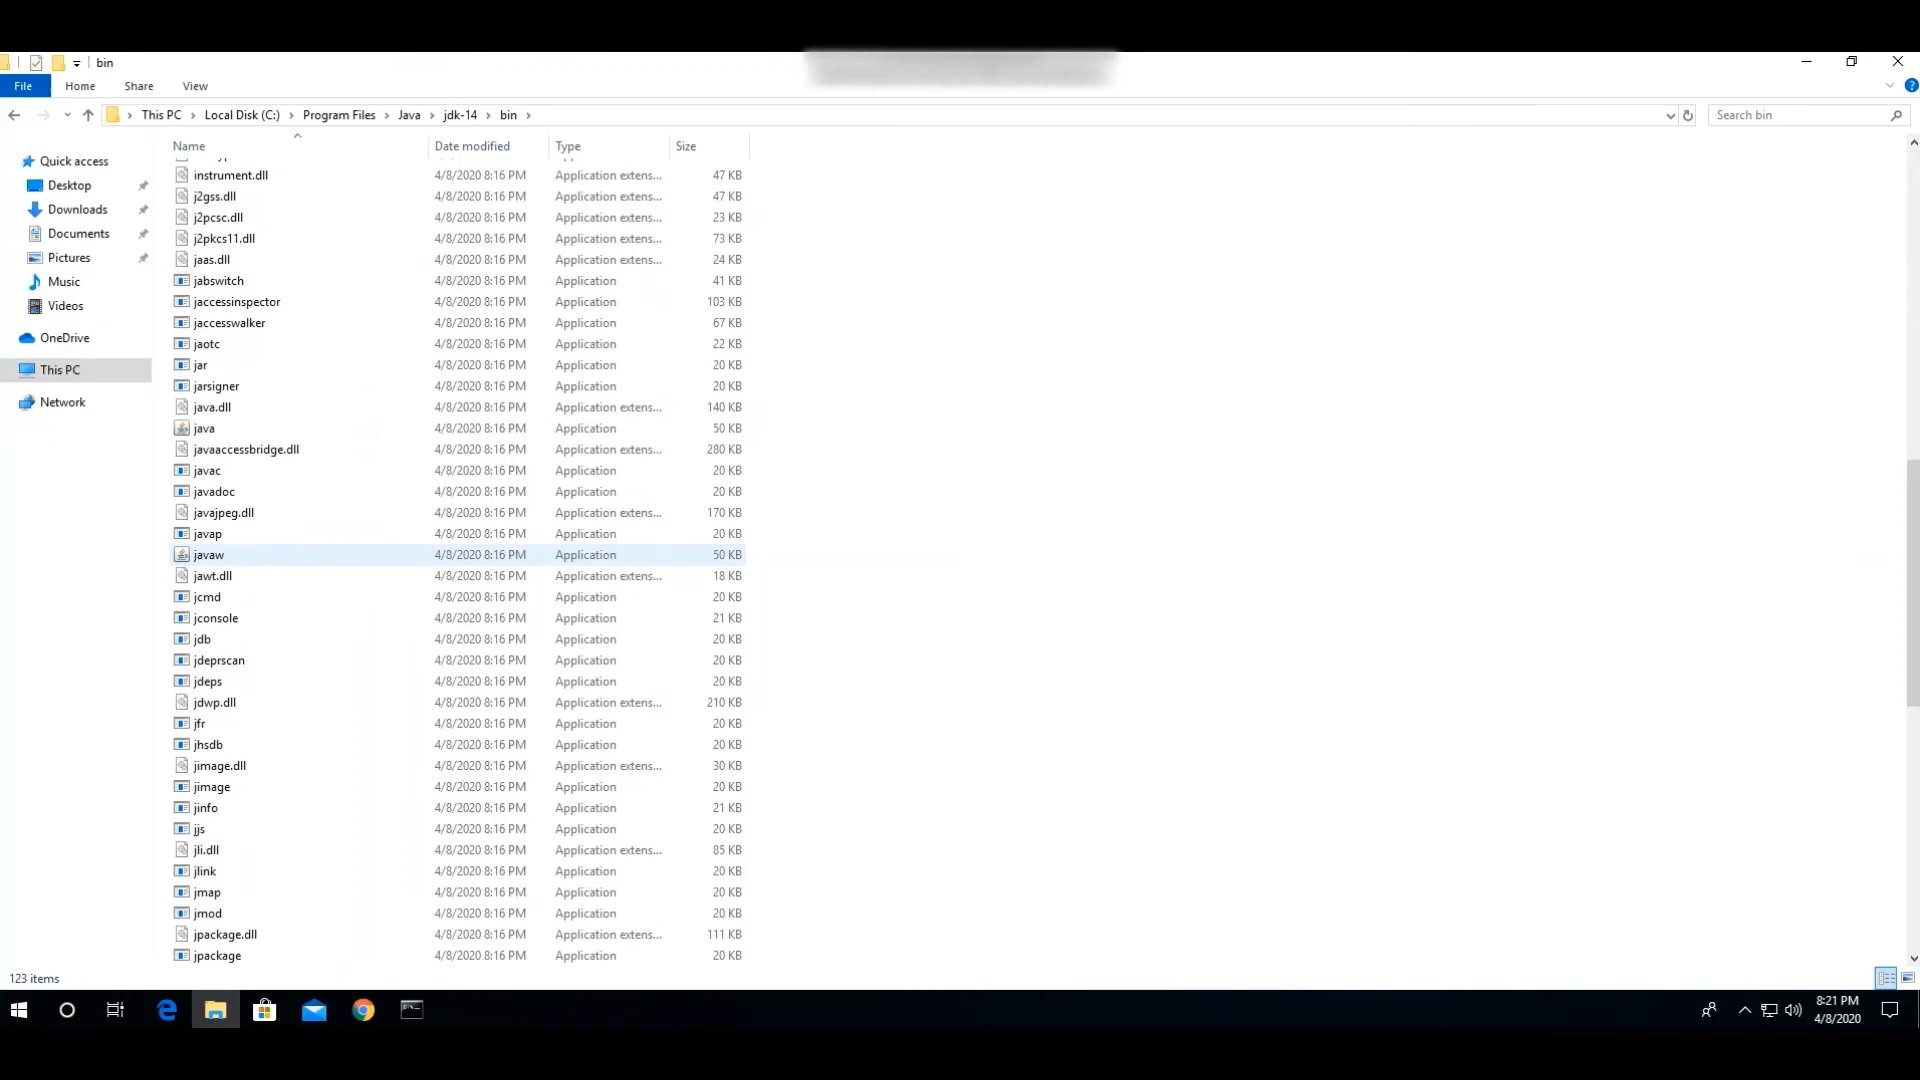 bin
File Home Share View
This PC Local Disk (C:) Program Files Java jdk-14 bin Search bin
Name Date modified Type Size
Quick access
Desktop
Downloads
Documents
Pictures
Music
Videos
OneDrive
This PC
Network
instrument.dll 4/8/2020 8:16 PM Application extens... 47 KB
j2gss.dll 4/8/2020 8:16 PM Application extens... 47 KB
j2pcsc.dll 4/8/2020 8:16 PM Application extens... 23 KB
j2pkcs11.dll 4/8/2020 8:16 PM Application extens... 73 KB
jaas.dll 4/8/2020 8:16 PM Application extens... 24 KB
jabswitch 4/8/2020 8:16 PM Application 41 KB
jaccessinspector 4/8/2020 8:16 PM Application 103 KB
jaccesswalker 4/8/2020 8:16 PM Application 67 KB
jaotc 4/8/2020 8:16 PM Application 22 KB
jar 4/8/2020 8:16 PM Application 20 KB
jarsigner 4/8/2020 8:16 PM Application 20 KB
java.dll 4/8/2020 8:16 PM Application extens... 140 KB
java 4/8/2020 8:16 PM Application 50 KB
javaaccessbridge.dll 4/8/2020 8:16 PM Application extens... 280 KB
javac 4/8/2020 8:16 PM Application 20 KB
javadoc 4/8/2020 8:16 PM Application 20 KB
javajpeg.dll 4/8/2020 8:16 PM Application extens... 170 KB
javap 4/8/2020 8:16 PM Application 20 KB
javaw 4/8/2020 8:16 PM Application 50 KB
jawt.dll 4/8/2020 8:16 PM Application extens... 18 KB
jcmd 4/8/2020 8:16 PM Application 20 KB
jconsole 4/8/2020 8:16 PM Application 21 KB
jdb 4/8/2020 8:16 PM Application 20 KB
jdeprscan 4/8/2020 8:16 PM Application 20 KB
jdeps 4/8/2020 8:16 PM Application 20 KB
jdwp.dll 4/8/2020 8:16 PM Application extens... 210 KB
jfr 4/8/2020 8:16 PM Application 20 KB
jhsdb 4/8/2020 8:16 PM Application 20 KB
jimage.dll 4/8/2020 8:16 PM Application extens... 30 KB
jimage 4/8/2020 8:16 PM Application 20 KB
jinfo 4/8/2020 8:16 PM Application 21 KB
jjs 4/8/2020 8:16 PM Application 20 KB
jli.dll 4/8/2020 8:16 PM Application extens... 85 KB
jlink 4/8/2020 8:16 PM Application 20 KB
jmap 4/8/2020 8:16 PM Application 20 KB
jmod 4/8/2020 8:16 PM Application 20 KB
jpackage.dll 4/8/2020 8:16 PM Application extens... 111 KB
jpackage 4/8/2020 8:16 PM Application 20 KB
123 items
8:21 PM
4/8/2020